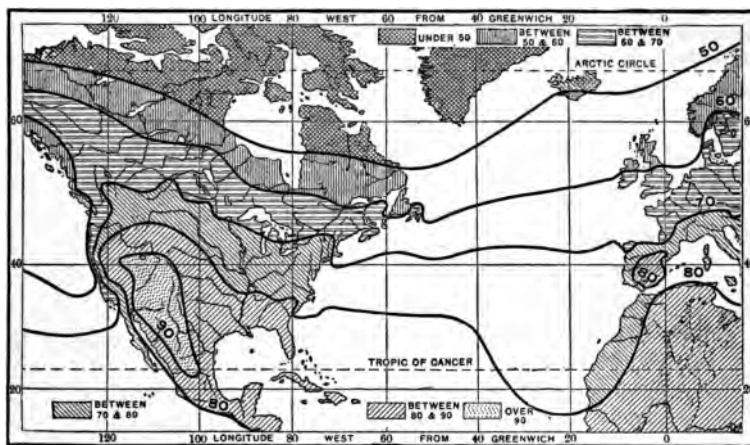 120 100 LONGITUDE 80 WEST 60 FROM 40 GREENWICH 20 0
UNDER 50
BETWEEN
50 & 60
BETWEEN
60 & 70
50
ARCTIC CIRCLE
60
60
6
70
40
80
80
4
90
TROPIC OF CANCER
20
80
BETWEEN
70 & 80
BETWEEN
80 & 90
OVER
90
20
120 100 LONGITUDE 80 WEST 60 FROM 40 GREENWICH 20 0